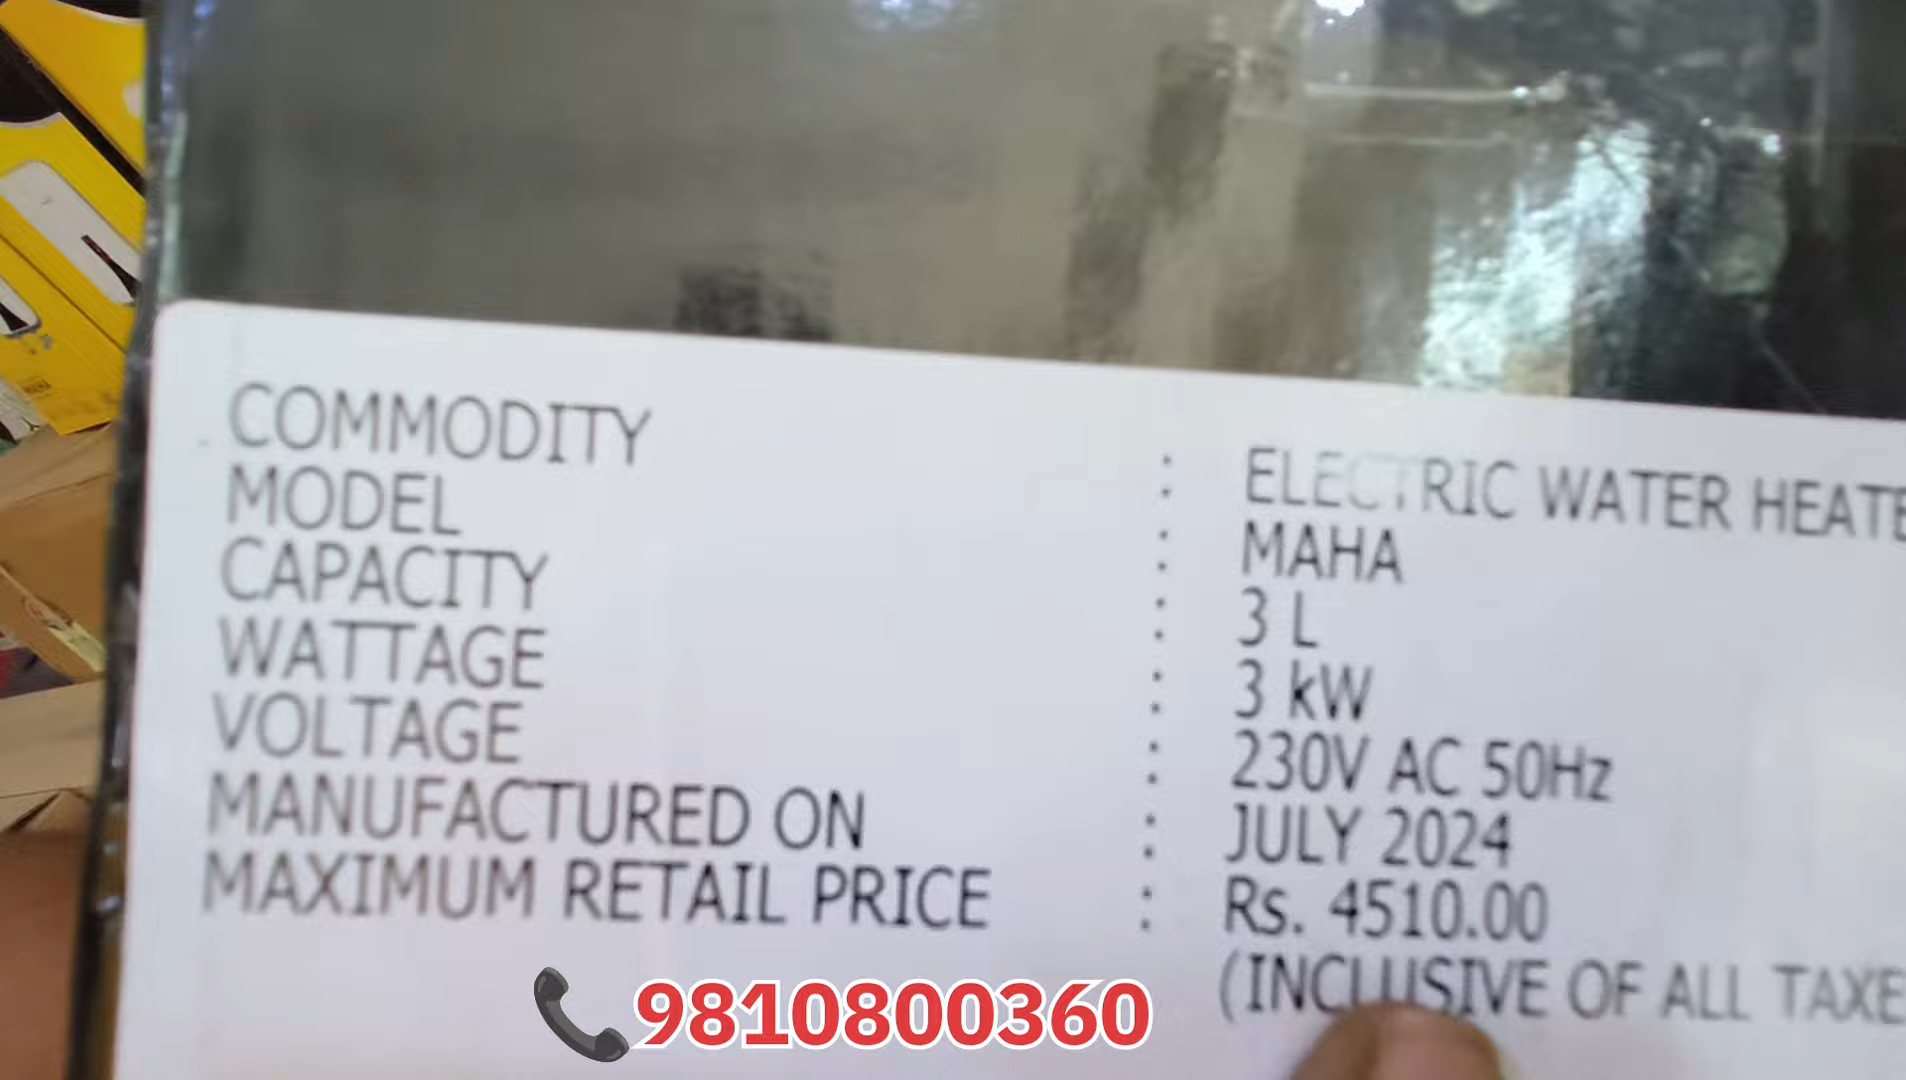 COMMODITY : ELECTRIC WATER HEATE
MODEL : MAHA
CAPACITY : 3 L
WATTAGE : 3 kW
VOLTAGE : 230V AC 50Hz
MANUFACTURED ON : JULY 2024
MAXIMUM RETAIL PRICE : Rs. 4510.00
(INCLUSIVE OF ALL TAXE
9810800360